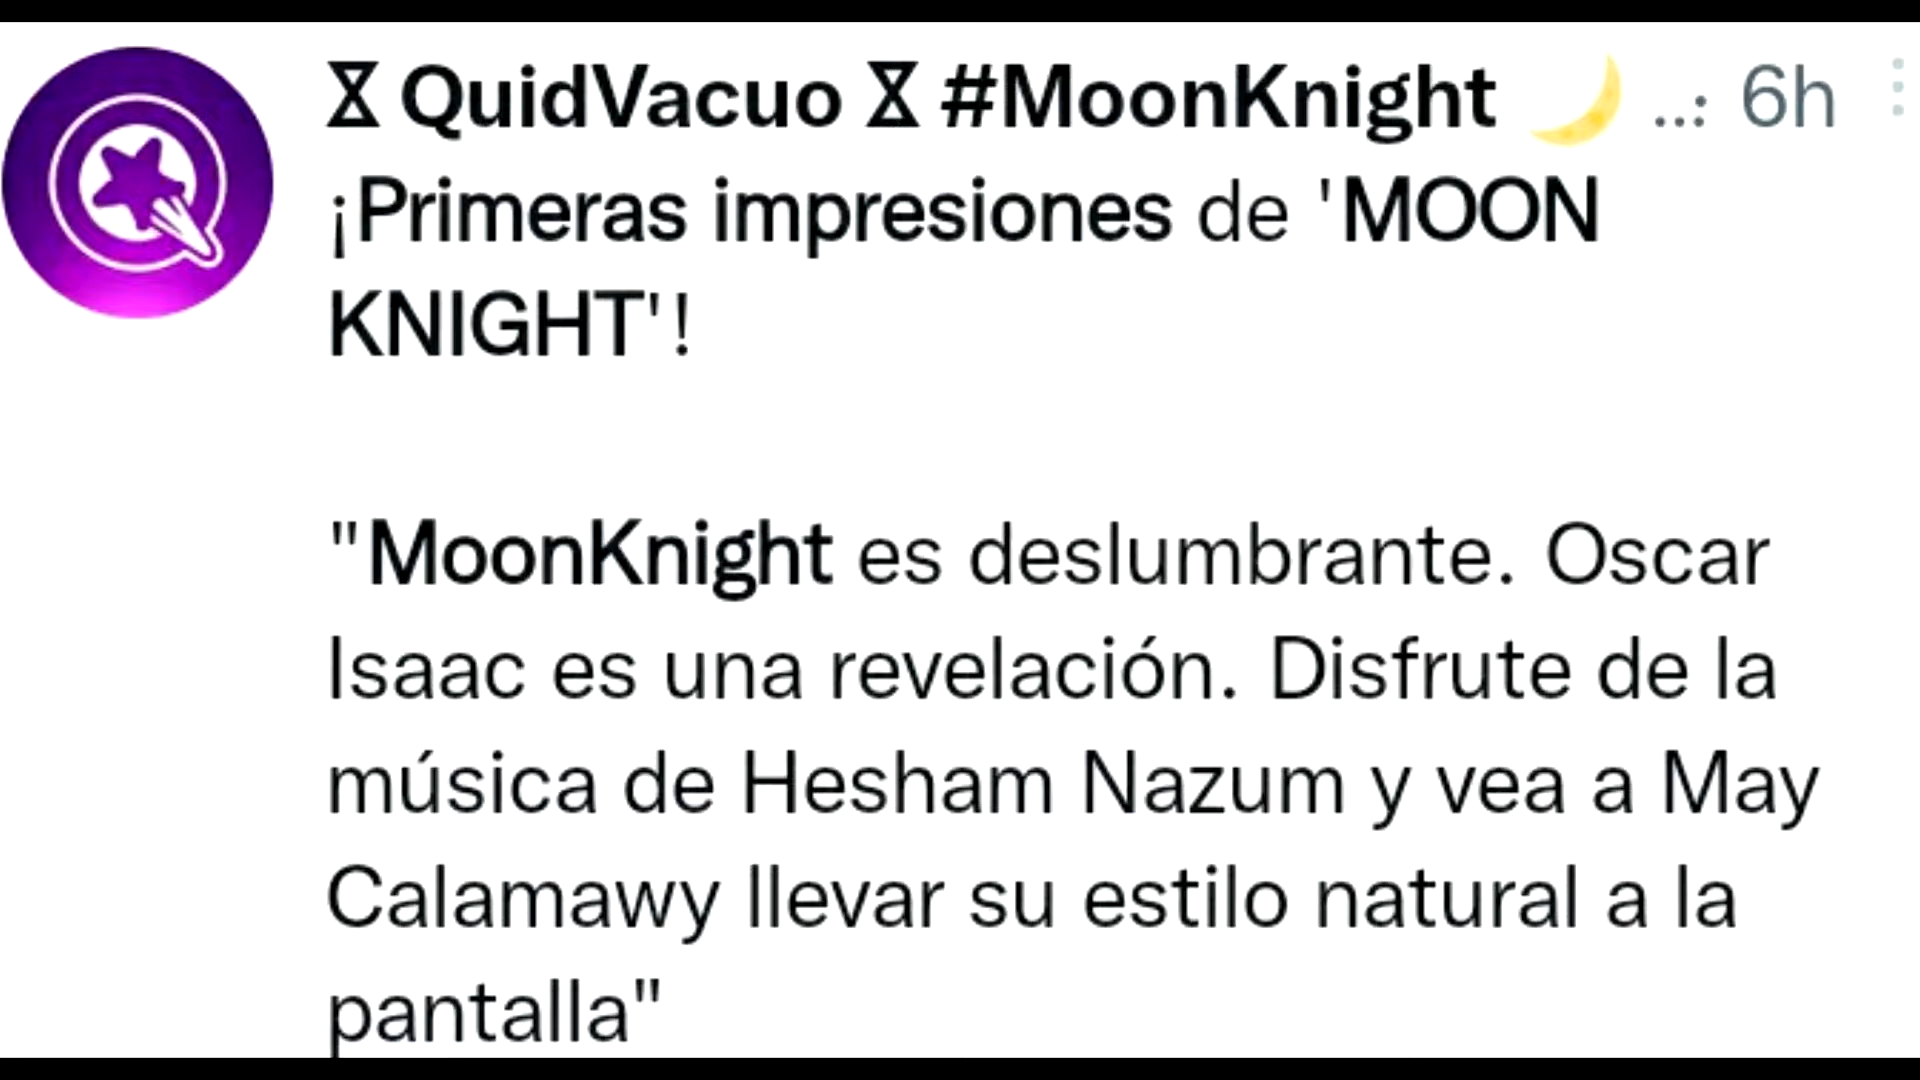 ⧖ QuidVacuo ⧖ #MoonKnight 🌙 ..: 6h
¡Primeras impresiones de 'MOON
KNIGHT'!
"MoonKnight es deslumbrante. Oscar
Isaac es una revelación. Disfrute de la
música de Hesham Nazum y vea a May
Calamawy llevar su estilo natural a la
pantalla"